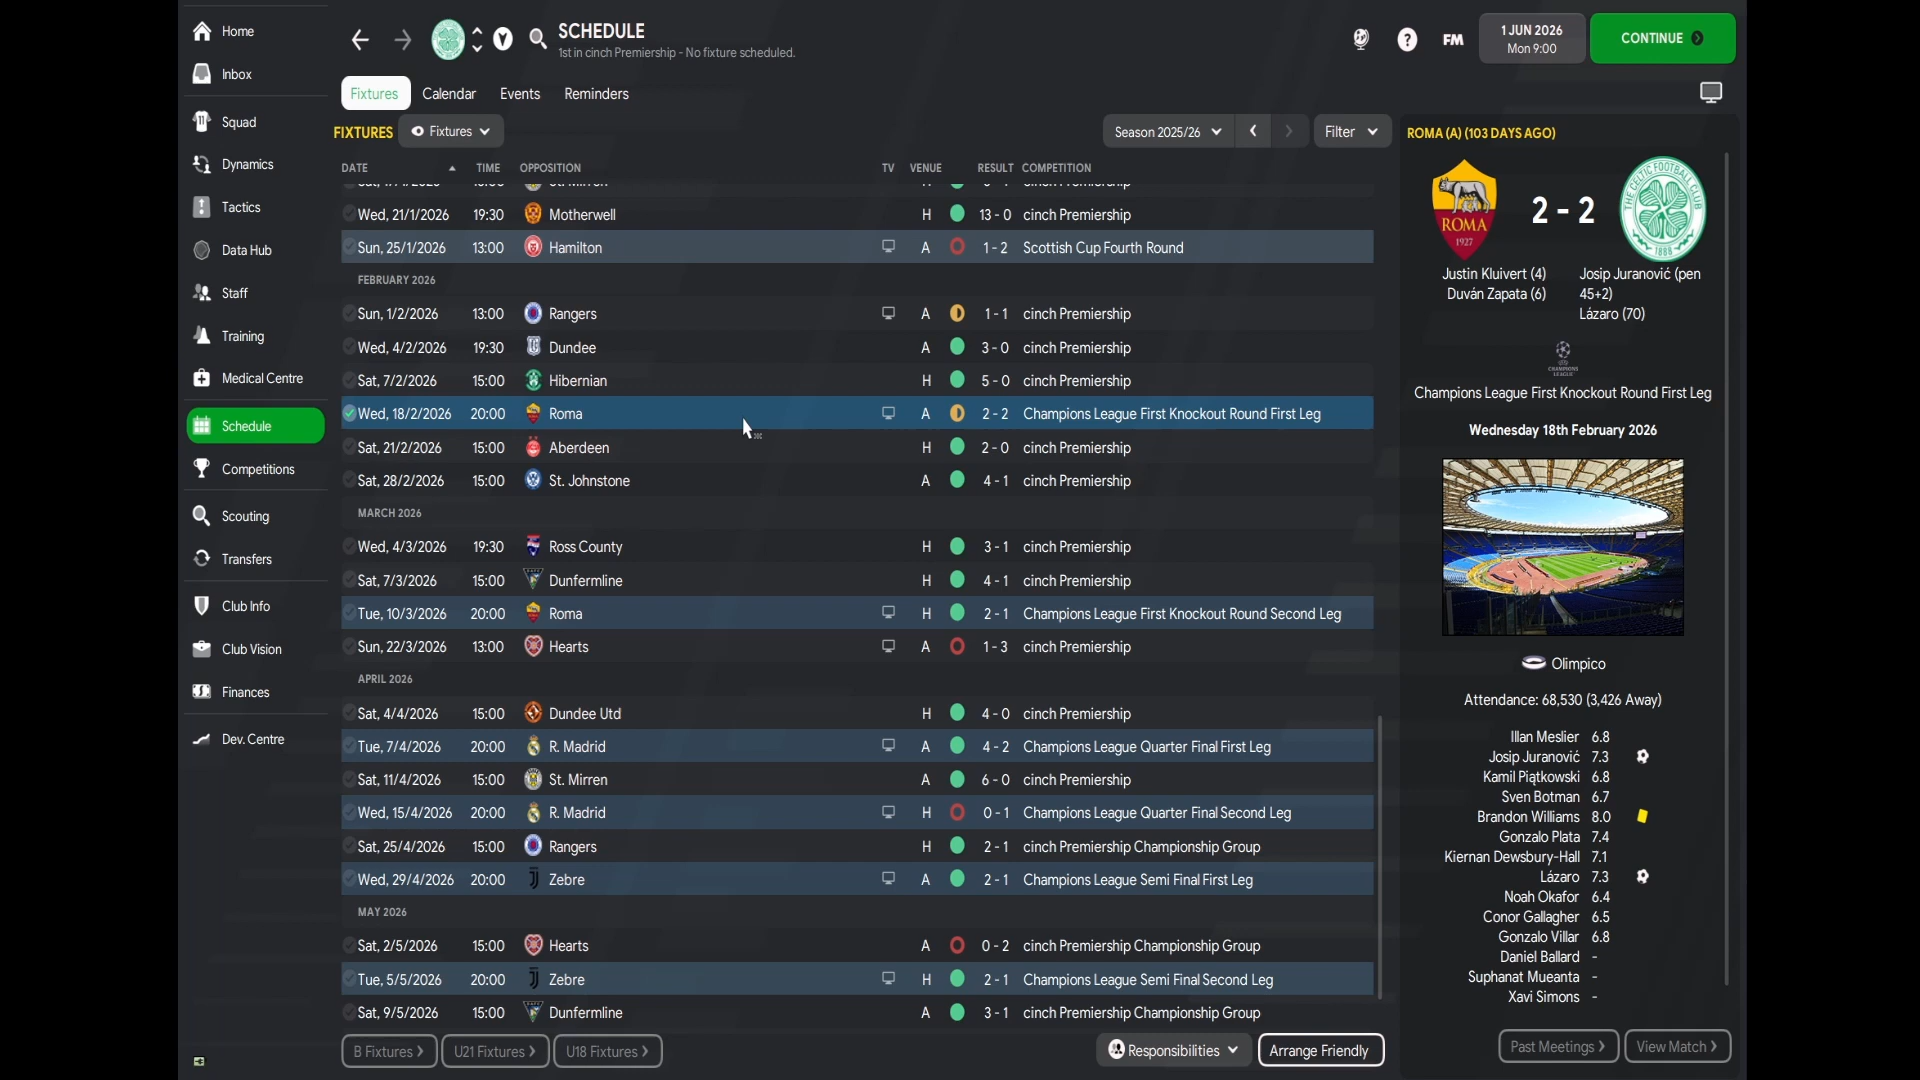 Home
Inbox
Squad
Dynamics
Tactics
Data Hub
Staff
Training
Medical Centre
Schedule
Competitions
Scouting
Transfers
Club Info
Club Vision
Finances
Dev. Centre
SCHEDULE
1st in cinch Premiership - No fixture scheduled.
FM
1 JUN 2026
Mon 9:00
CONTINUE
Fixtures Calendar Events Reminders
FIXTURES Fixtures Season 2025/26 Filter
DATE TIME OPPOSITION TV VENUE RESULT COMPETITION
Wed, 21/1/2026 19:30 Motherwell H 13 - 0 cinch Premiership
Sun, 25/1/2026 13:00 Hamilton A 1 - 2 Scottish Cup Fourth Round
FEBRUARY 2026
Sun, 1/2/2026 13:00 Rangers A 1 - 1 cinch Premiership
Wed, 4/2/2026 19:30 Dundee A 3 - 0 cinch Premiership
Sat, 7/2/2026 15:00 Hibernian H 5 - 0 cinch Premiership
Wed, 18/2/2026 20:00 Roma A 2 - 2 Champions League First Knockout Round First Leg
Sat, 21/2/2026 15:00 Aberdeen H 2 - 0 cinch Premiership
Sat, 28/2/2026 15:00 St. Johnstone A 4 - 1 cinch Premiership
MARCH 2026
Wed, 4/3/2026 19:30 Ross County H 3 - 1 cinch Premiership
Sat, 7/3/2026 15:00 Dunfermline H 4 - 1 cinch Premiership
Tue, 10/3/2026 20:00 Roma H 2 - 1 Champions League First Knockout Round Second Leg
Sun, 22/3/2026 13:00 Hearts A 1 - 3 cinch Premiership
APRIL 2026
Sat, 4/4/2026 15:00 Dundee Utd H 4 - 0 cinch Premiership
Tue, 7/4/2026 20:00 R. Madrid A 4 - 2 Champions League Quarter Final First Leg
Sat, 11/4/2026 15:00 St. Mirren A 6 - 0 cinch Premiership
Wed, 15/4/2026 20:00 R. Madrid H 0 - 1 Champions League Quarter Final Second Leg
Sat, 25/4/2026 15:00 Rangers H 2 - 1 cinch Premiership Championship Group
Wed, 29/4/2026 20:00 Zebre A 2 - 1 Champions League Semi Final First Leg
MAY 2026
Sat, 2/5/2026 15:00 Hearts A 0 - 2 cinch Premiership Championship Group
Tue, 5/5/2026 20:00 Zebre H 2 - 1 Champions League Semi Final Second Leg
Sat, 9/5/2026 15:00 Dunfermline A 3 - 1 cinch Premiership Championship Group
B Fixtures U21 Fixtures U18 Fixtures Responsibilities Arrange Friendly
ROMA (A) (103 DAYS AGO)
ROMA
1927
2 - 2
THE CELTIC FOOTBALL CLUB
1888
Justin Kluivert (4)
Duván Zapata (6)
Josip Juranović (pen
45+2)
Lázaro (70)
CHAMPIONS
LEAGUE
Champions League First Knockout Round First Leg
Wednesday 18th February 2026
Olimpico
Attendance: 68,530 (3,426 Away)
Illan Meslier 6.8
Josip Juranović 7.3
Kamil Piątkowski 6.8
Sven Botman 6.7
Brandon Williams 8.0
Gonzalo Plata 7.4
Kiernan Dewsbury-Hall 7.1
Lázaro 7.3
Noah Okafor 6.4
Conor Gallagher 6.5
Gonzalo Villar 6.8
Daniel Ballard -
Suphanat Mueanta -
Xavi Simons -
Past Meetings View Match